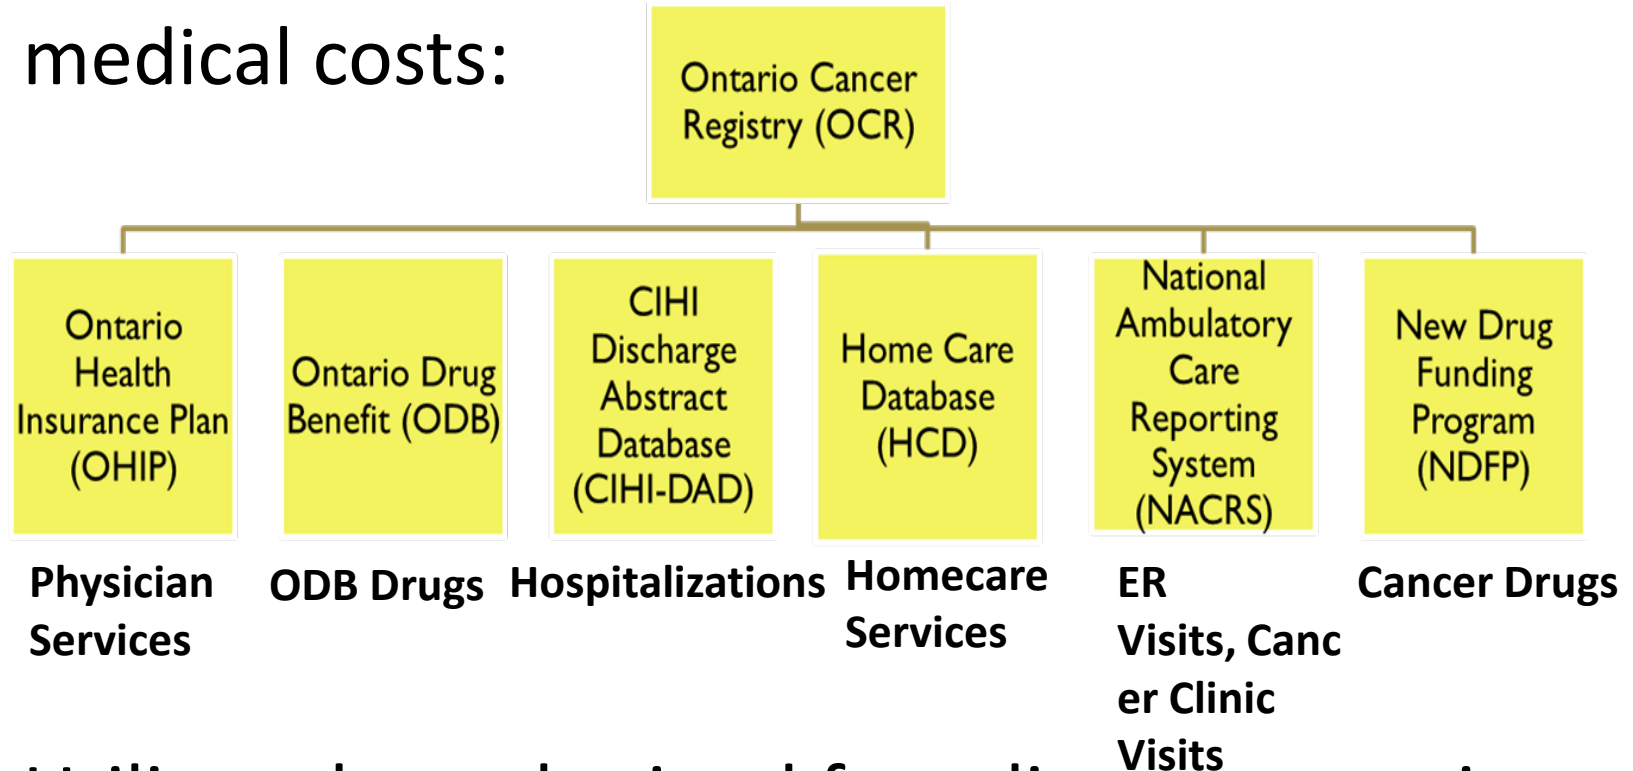 medical costs:
Ontario Cancer
Registry (OCR)
Ontario
Health
Insurance Plan
(OHIP)
Ontario Drug
Benefit (ODB)
CIHI
Discharge
Abstract
Database
(CIHI-DAD)
Home Care
Database
(HCD)
National
Ambulatory
Care
Reporting
System
(NACRS)
New Drug
Funding
Program
(NDFP)
Physician
Services
ODB Drugs
Hospitalizations
Homecare
Services
ER
Visits, Canc
er Clinic
Visits
Cancer Drugs